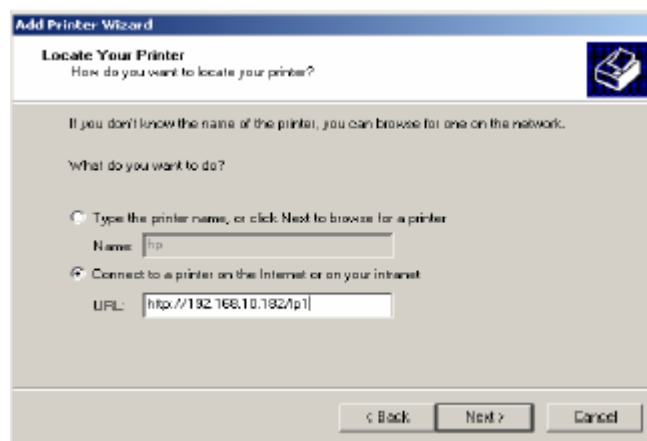 Add Printer Wizard
Locate Your Printer
How do you want to locate your printer?
If you don't know the name of the printer, you can browse for one on the network.
What do you want to do?
Type the printer name, or click Next to browse for a printer
Name: hp
Connect to a printer on the Internet or on your intranet
URL: http://192.168.10.182/lp1
< Back Next > Cancel